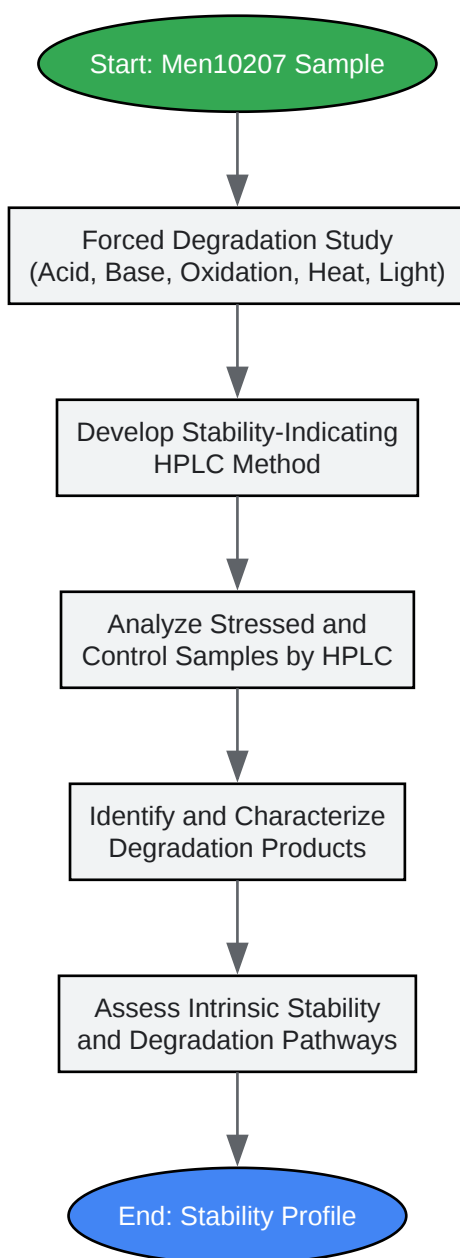 Start: Men10207 Sample
Forced Degradation Study
(Acid, Base, Oxidation, Heat, Light)
Develop Stability-Indicating
HPLC Method
Analyze Stressed and
Control Samples by HPLC
Identify and Characterize
Degradation Products
Assess Intrinsic Stability
and Degradation Pathways
End: Stability Profile